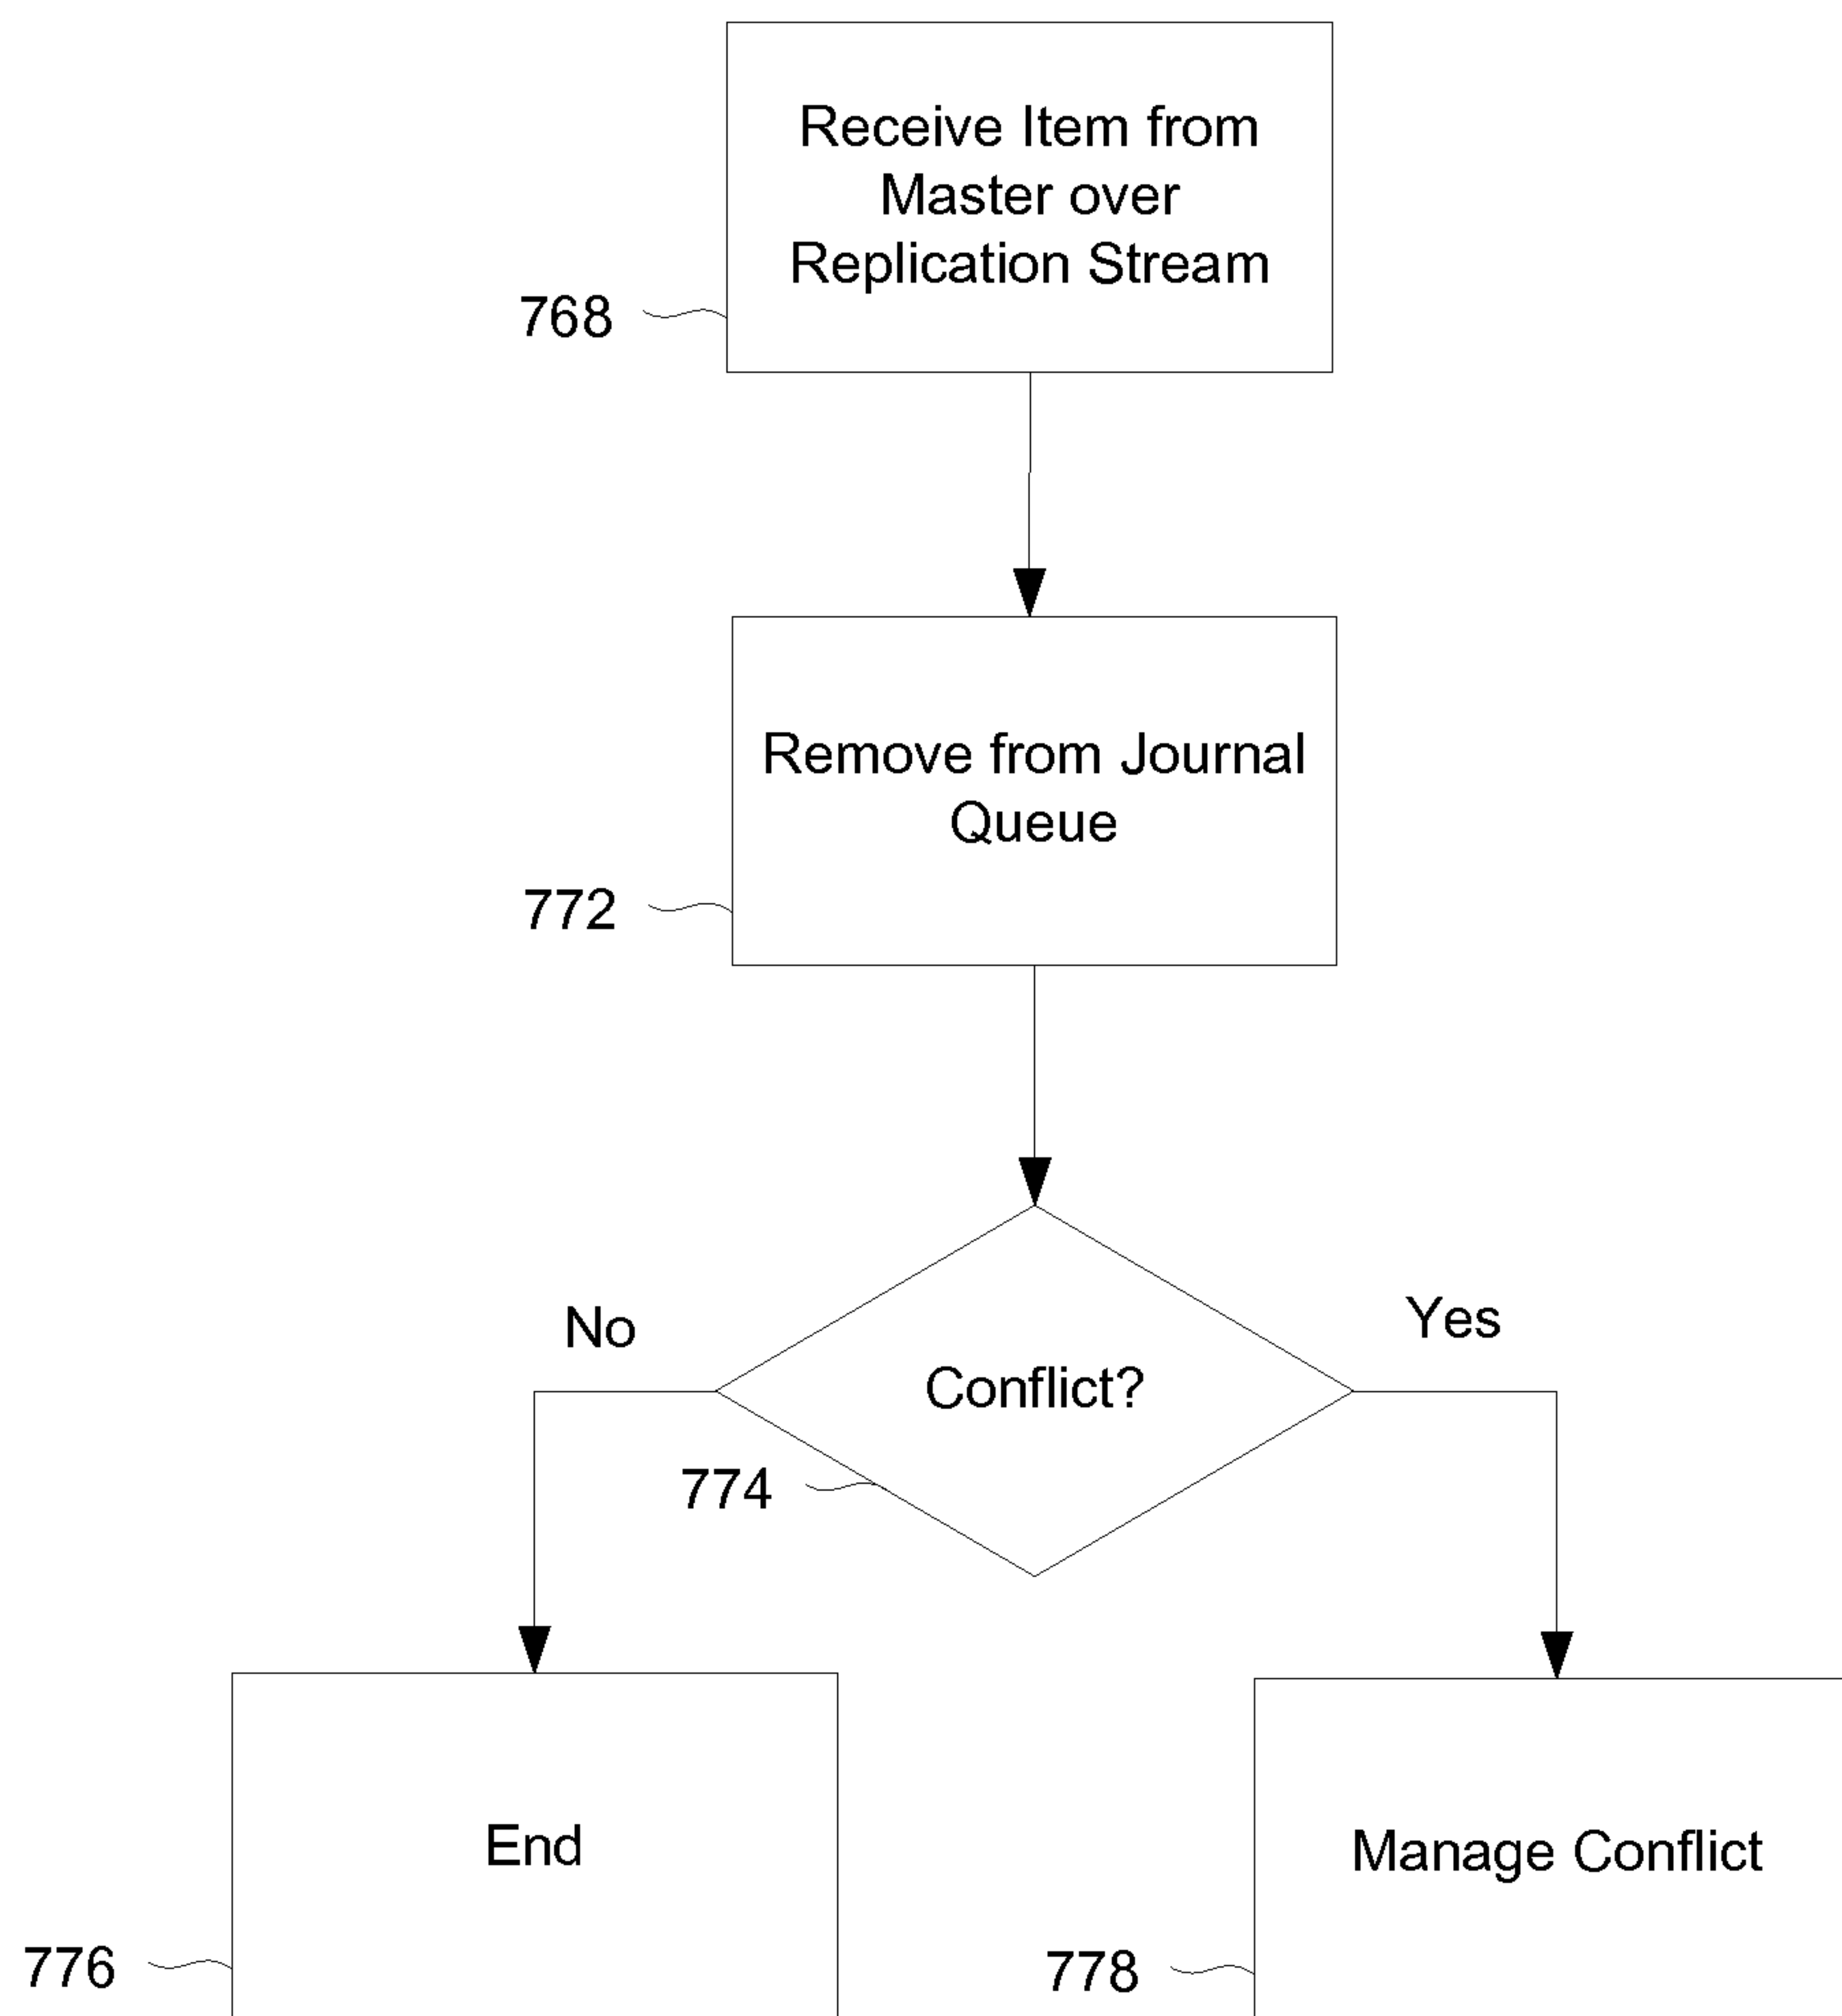 Receive Item from
Master over
Replication Stream
768
Remove from Journal
Queue
772
No
Yes
Conflict?
774
End
Manage Conflict
776
778